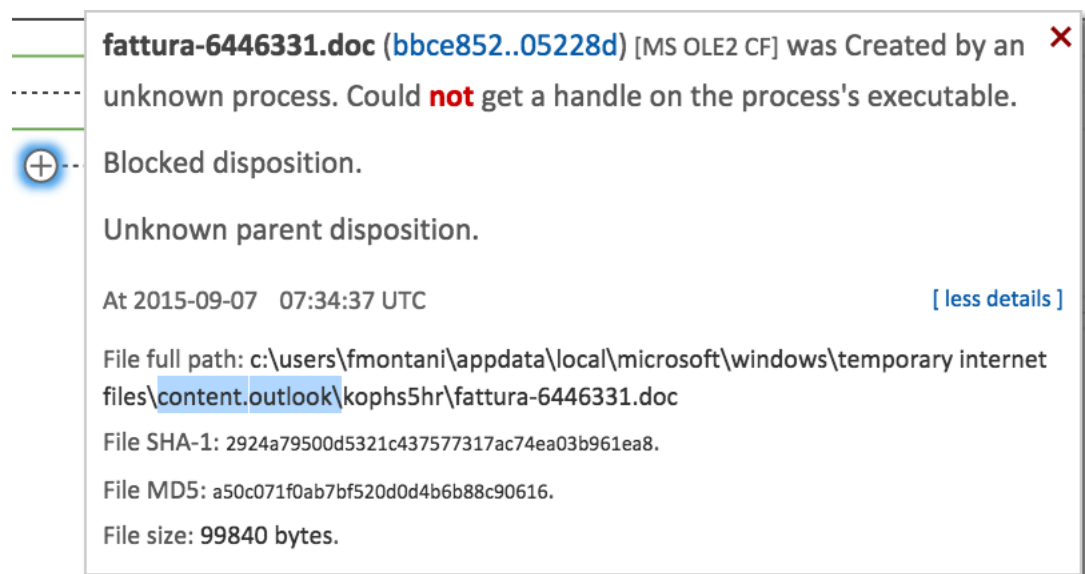 fattura-6446331.doc (bbce852..05228d) [MS OLE2 CF] was Created by an
unknown process. Could not get a handle on the process's executable.
Blocked disposition.
Unknown parent disposition.
At 2015-09-07 07:34:37 UTC [ less details ]
File full path: c:\users\fmontani\appdata\local\microsoft\windows\temporary internet
files\content.outlook\kophs5hr\fattura-6446331.doc
File SHA-1: 2924a79500d5321c437577317ac74ea03b961ea8.
File MD5: a50c071f0ab7bf520d0d4b6b88c90616.
File size: 99840 bytes.